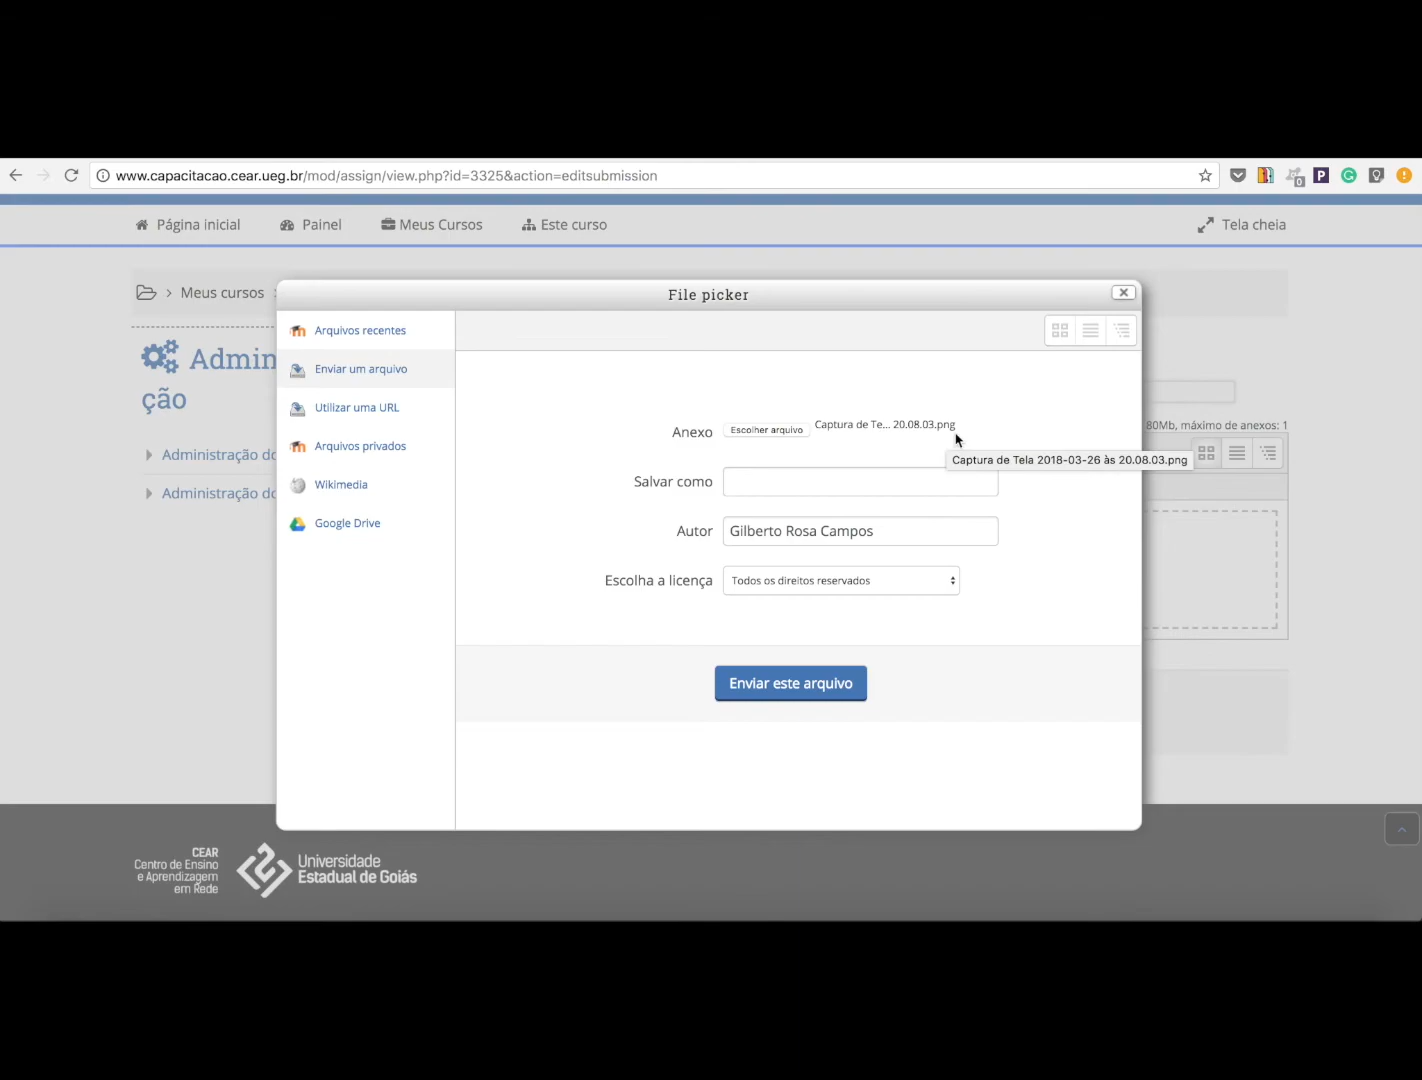 www.capacitacao.cear.ueg.br/mod/assign/view.php?id=3325&action=editsubmission
0
P
Página inicial
Painel
Meus Cursos
Este curso
Tela cheia
> Meus cursos
File picker
Arquivos recentes
Enviar um arquivo
Utilizar uma URL
Arquivos privados
Wikimedia
Google Drive
Admin
ção
Administração do
Administração do
Anexo
Escolher arquivo
Captura de Te... 20.08.03.png
80Mb, máximo de anexos: 1
Captura de Tela 2018-03-26 às 20.08.03.png
Salvar como
Autor
Gilberto Rosa Campos
Escolha a licença
Todos os direitos reservados
Enviar este arquivo
CEAR
Centro de Ensino
e Aprendizagem
em Rede
Universidade
Estadual de Goiás